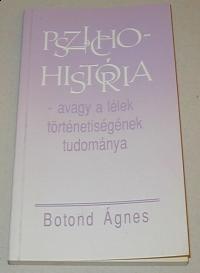 PSZICHO-
HISTÓRIA
- avagy a lélek
történetiségének
tudománya
Botond Ágnes